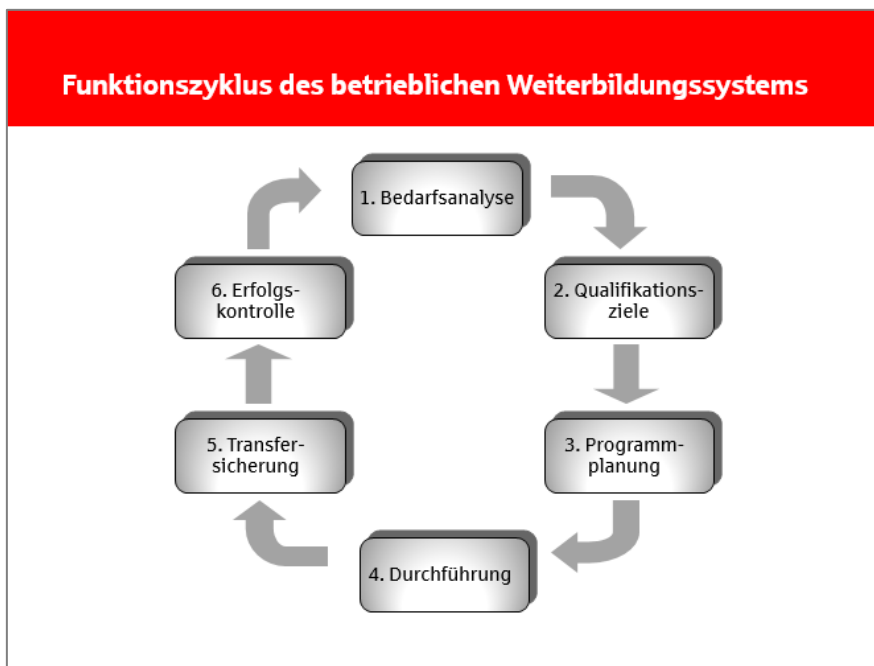 Funktionszyklus des betrieblichen Weiterbildungssystems
1. Bedarfsanalyse
2. Qualifikations-
ziele
3. Programm-
planung
4. Durchführung
5. Transfer-
sicherung
6. Erfolgs-
kontrolle